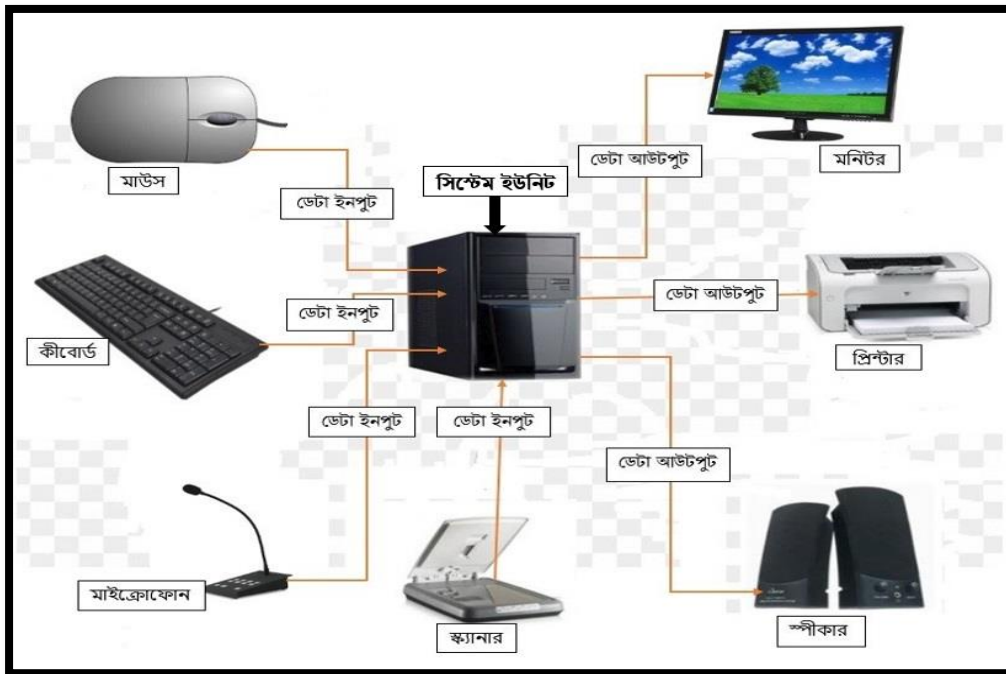 মাউস
ডেটা ইনপুট
সিস্টেম ইউনিট
ডেটা আউটপুট
মনিটর
কীবোর্ড
ডেটা ইনপুট
ডেটা আউটপুট
প্রিন্টার
ডেটা ইনপুট
ডেটা ইনপুট
ডেটা আউটপুট
মাইক্রোফোন
স্ক্যানার
স্পীকার